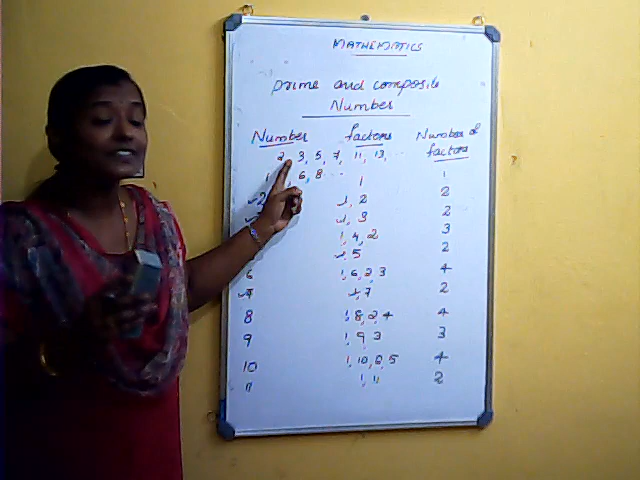 MATHEMATICS
prime and composite
Number
Number factors Number of factors
2, 3, 5, 7, 11, 13, ...
6, 8 ...
1 1 1
2 1, 2 2
1, 3 2
1, 4, 2 3
1, 5 2
6 1, 6, 2, 3 4
7 1, 7 2
8 1, 8, 2, 4 4
9 1, 9, 3 3
10 1, 10, 2, 5 4
11 1, 11 2